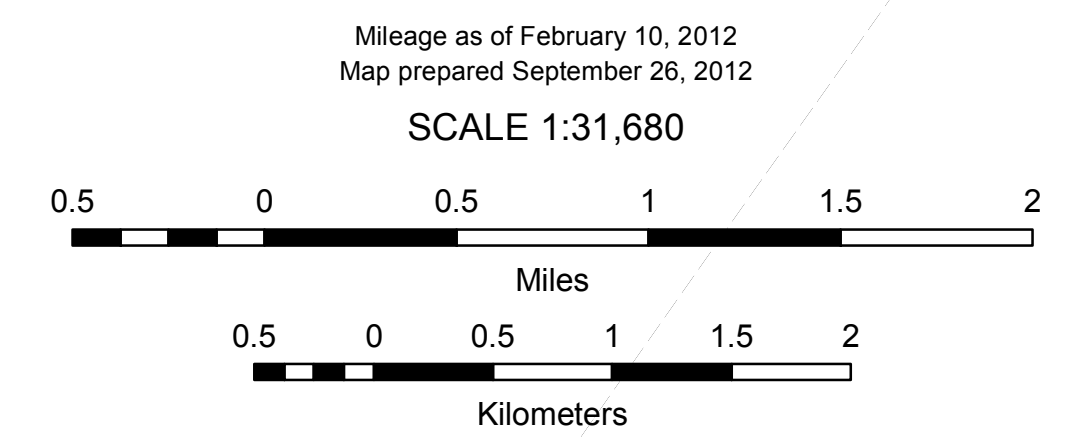 Mileage as of February 10, 2012
Map prepared September 26, 2012
SCALE 1:31,680
0.5 0 0.5 1 1.5 2
Miles
0.5 0 0.5 1 1.5 2
Kilometers